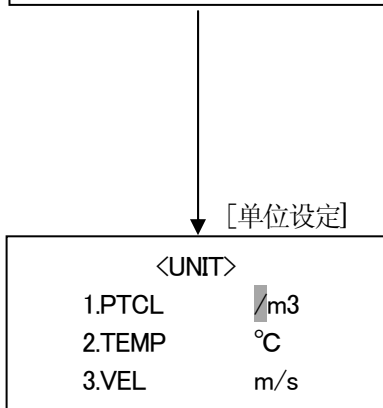 [单位设定]
<UNIT>
1.PTCL /m3
2.TEMP ℃
3.VEL m/s